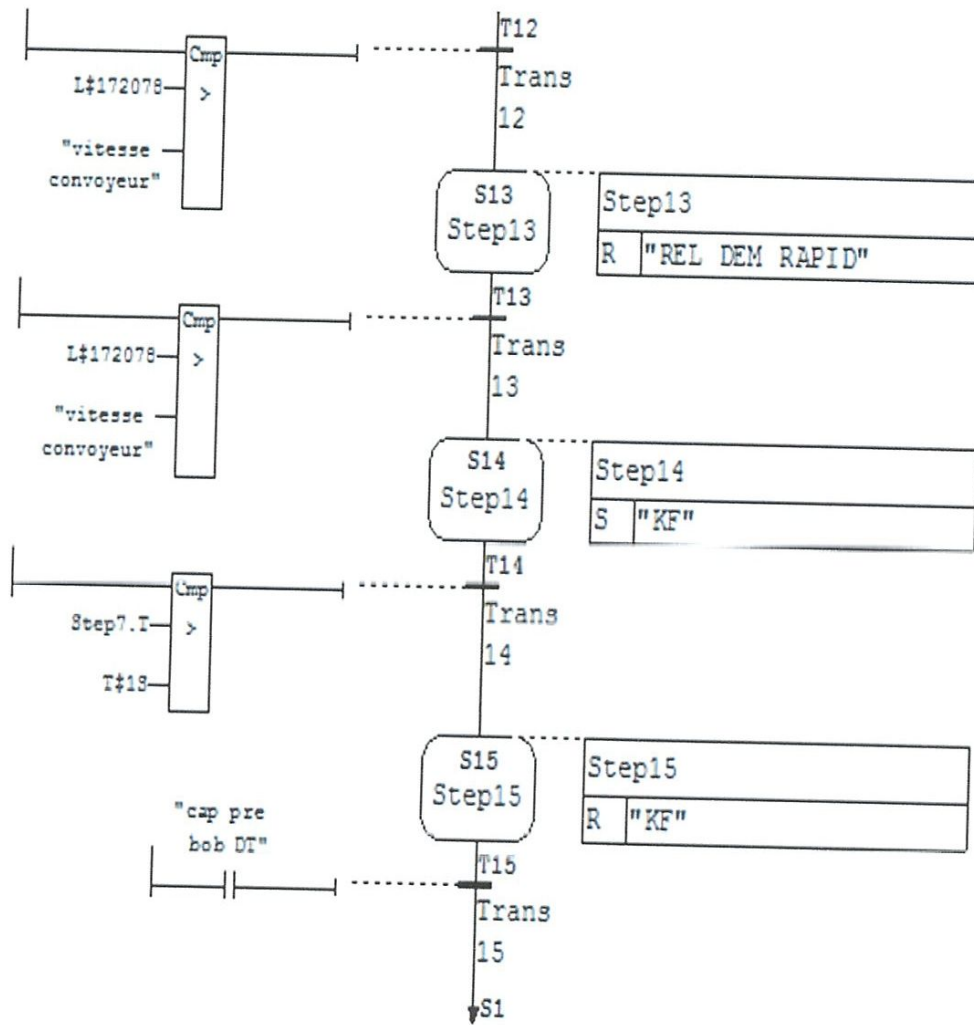 T12
Cmp
L#172078
>
Trans
12
"vitesse
convoyeur"
S13
Step13
Step13
R "REL DEM RAPID"
T13
Cmp
L#172078
>
Trans
13
"vitesse
convoyeur"
S14
Step14
Step14
S "KF"
T14
Cmp
Step7.T
>
Trans
14
T#1S
S15
Step15
Step15
R "KF"
"cap pre
bob DT"
T15
Trans
15
S1